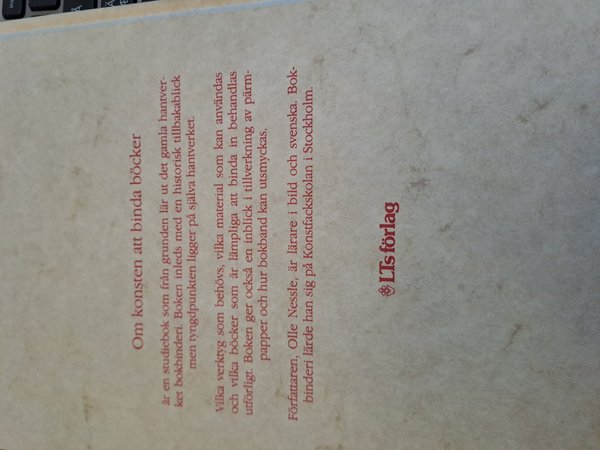 Om konsten att binda böcker
är en studiebok som från grunden lär ut det gamla hantver-
ket bokbinderi. Boken inleds med en historisk tillbakablick
men tyngdpunkten ligger på själva hantverket.
Vilka verktyg som behövs, vilka material som kan användas
och vilka böcker som är lämpliga att binda in behandlas
utförligt. Boken ger också en inblick i tillverkning av pärm-
papper och hur bokband kan utsmyckas.
Författaren, Olle Nessle, är lärare i bild och svenska. Bok-
binderi lärde han sig på Konstfackskolan i Stockholm.
LTs förlag